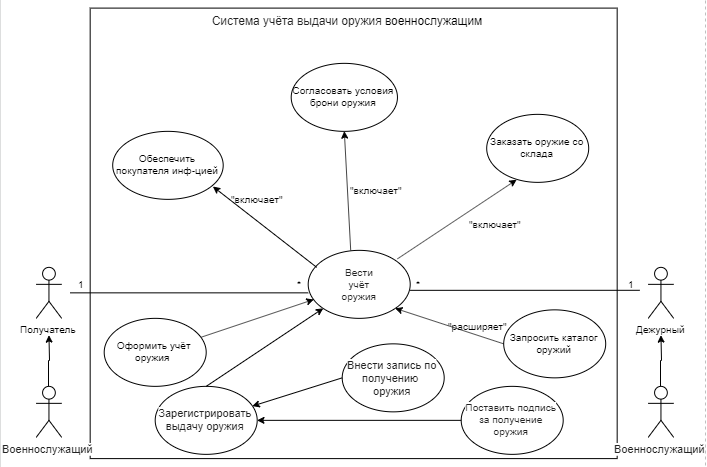 Система учёта выдачи оружия военнослужащим
Согласовать условия
брони оружия
Заказать оружие со
склада
Обеспечить
покупателя инф-цией
"включает"
"включает"
"включает"
Вести
учёт
оружия
1
*
*
1
Получатель
Дежурный
"расширяет"
Запросить каталог
оружий
Оформить учёт
оружия
Внести запись по
получению
оружия
Зарегистрировать
выдачу оружия
Поставить подпись
за получение
оружия
Военнослужащий
Военнослужащий